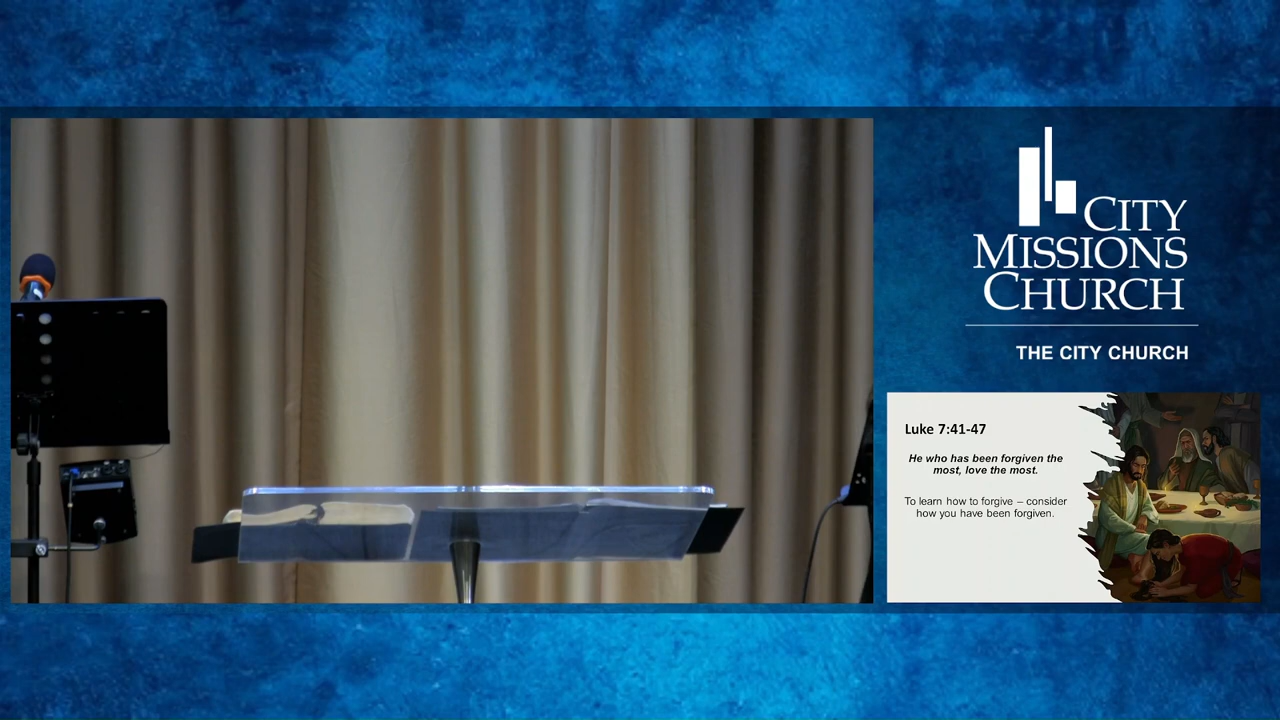 CITY
MISSIONS
CHURCH
THE CITY CHURCH
Luke 7:41-47
He who has been forgiven the
most, love the most.
To learn how to forgive – consider
how you have been forgiven.